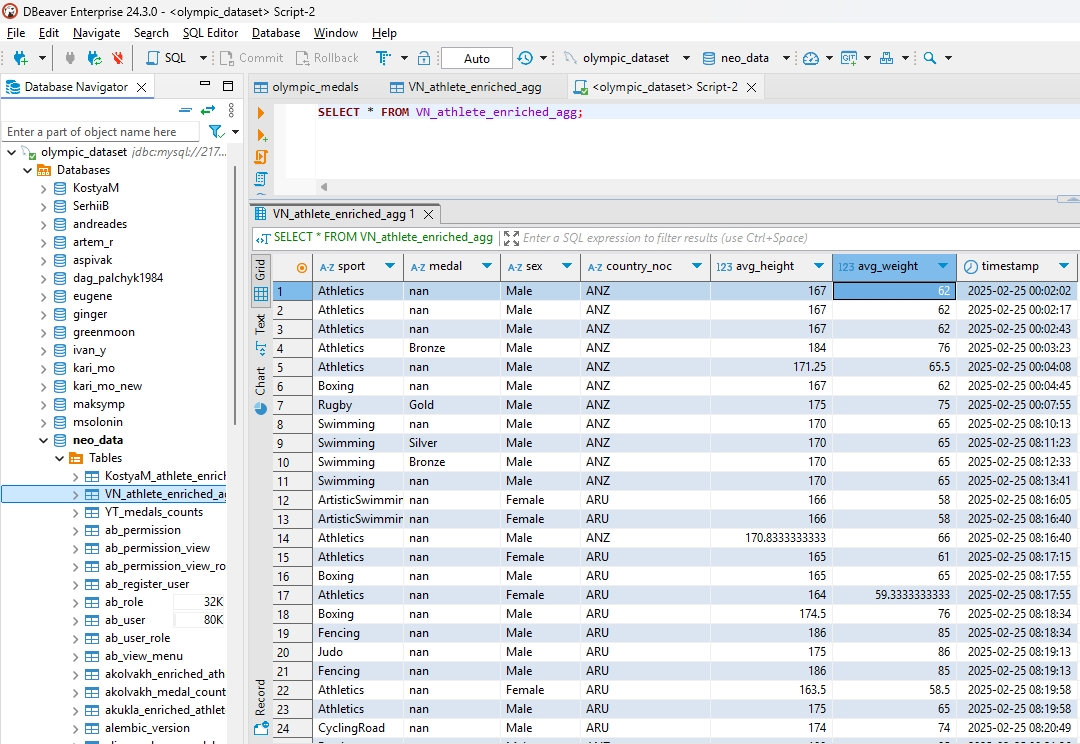 DBeaver Enterprise 24.3.0 - <olympic_dataset> Script-2
File Edit Navigate Search SQL Editor Database Window Help
SQL Commit Rollback T Auto olympic_dataset neo_data GIT
Database Navigator
Enter a part of object name here
olympic_dataset jdbc:mysql://217...
Databases
KostyaM
SerhiiB
andreades
artem_r
aspivak
dag_palchyk1984
eugene
ginger
greenmoon
ivan_y
kari_mo
kari_mo_new
maksymp
msolonin
neo_data
Tables
KostyaM_athlete_enrich
VN_athlete_enriched_ag
YT_medals_counts
ab_permission
ab_permission_view
ab_permission_view_ro
ab_register_user
ab_role 32K
ab_user 80K
ab_user_role
ab_view_menu
akolvakh_enriched_ath
akolvakh_medal_count
akukla_enriched_athlet
alembic_version
olympic_medals VN_athlete_enriched_agg <olympic_dataset> Script-2
SELECT * FROM VN_athlete_enriched_agg;
VN_athlete_enriched_agg 1
SELECT * FROM VN_athlete_enriched_agg Enter a SQL expression to filter results (use Ctrl+Space)
Grid
Text
Chart
Record
A-Z sport A-Z medal A-Z sex A-Z country_noc 123 avg_height 123 avg_weight timestamp
1 Athletics nan Male ANZ 167 62 2025-02-25 00:02:02
2 Athletics nan Male ANZ 167 62 2025-02-25 00:02:17
3 Athletics nan Male ANZ 167 62 2025-02-25 00:02:43
4 Athletics Bronze Male ANZ 184 76 2025-02-25 00:03:23
5 Athletics nan Male ANZ 171.25 65.5 2025-02-25 00:04:08
6 Boxing nan Male ANZ 167 62 2025-02-25 00:04:45
7 Rugby Gold Male ANZ 175 75 2025-02-25 00:07:55
8 Swimming nan Male ANZ 170 65 2025-02-25 08:10:13
9 Swimming Silver Male ANZ 170 65 2025-02-25 08:11:23
10 Swimming Bronze Male ANZ 170 65 2025-02-25 08:12:33
11 Swimming nan Male ANZ 170 65 2025-02-25 08:13:41
12 ArtisticSwimmin nan Female ARU 166 58 2025-02-25 08:16:05
13 ArtisticSwimmin nan Female ARU 166 58 2025-02-25 08:16:40
14 Athletics nan Male ARU 170.8333333333 66 2025-02-25 08:16:40
15 Athletics nan Female ARU 165 61 2025-02-25 08:17:15
16 Boxing nan Male ARU 165 65 2025-02-25 08:17:55
17 Athletics nan Female ARU 164 59.3333333333 2025-02-25 08:17:55
18 Boxing nan Male ARU 174.5 76 2025-02-25 08:18:34
19 Fencing nan Male ARU 186 85 2025-02-25 08:18:34
20 Judo nan Male ARU 175 86 2025-02-25 08:19:13
21 Fencing nan Male ARU 186 85 2025-02-25 08:19:13
22 Athletics nan Female ARU 163.5 58.5 2025-02-25 08:19:58
23 Athletics nan Male ARU 175 65 2025-02-25 08:19:58
24 CyclingRoad nan Male ARU 174 74 2025-02-25 08:20:49